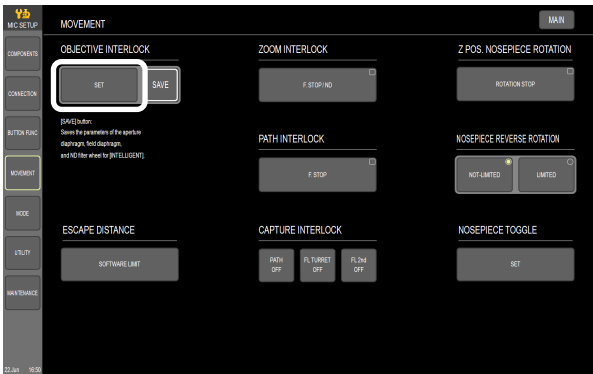 MIC SETUP
MOVEMENT
MAIN
COMPONENTS
CONNECTION
BUTTON FUNC.
MOVEMENT
MODE
UTILITY
MAINTENANCE
22.Jun 16:50
OBJECTIVE INTERLOCK
SET
SAVE
[SAVE] button:
Saves the parameters of the aperture
diaphragm, field diaphragm,
and ND filter wheel for [INTELLIGENT].
ESCAPE DISTANCE
SOFTWARE LIMIT
ZOOM INTERLOCK
F. STOP / ND
PATH INTERLOCK
F. STOP
CAPTURE INTERLOCK
PATH
OFF
FL TURRET
OFF
FL 2nd
OFF
Z POS. NOSEPIECE ROTATION
ROTATION STOP
NOSEPIECE REVERSE ROTATION
NOT-LIMITED
LIMITED
NOSEPIECE TOGGLE
SET